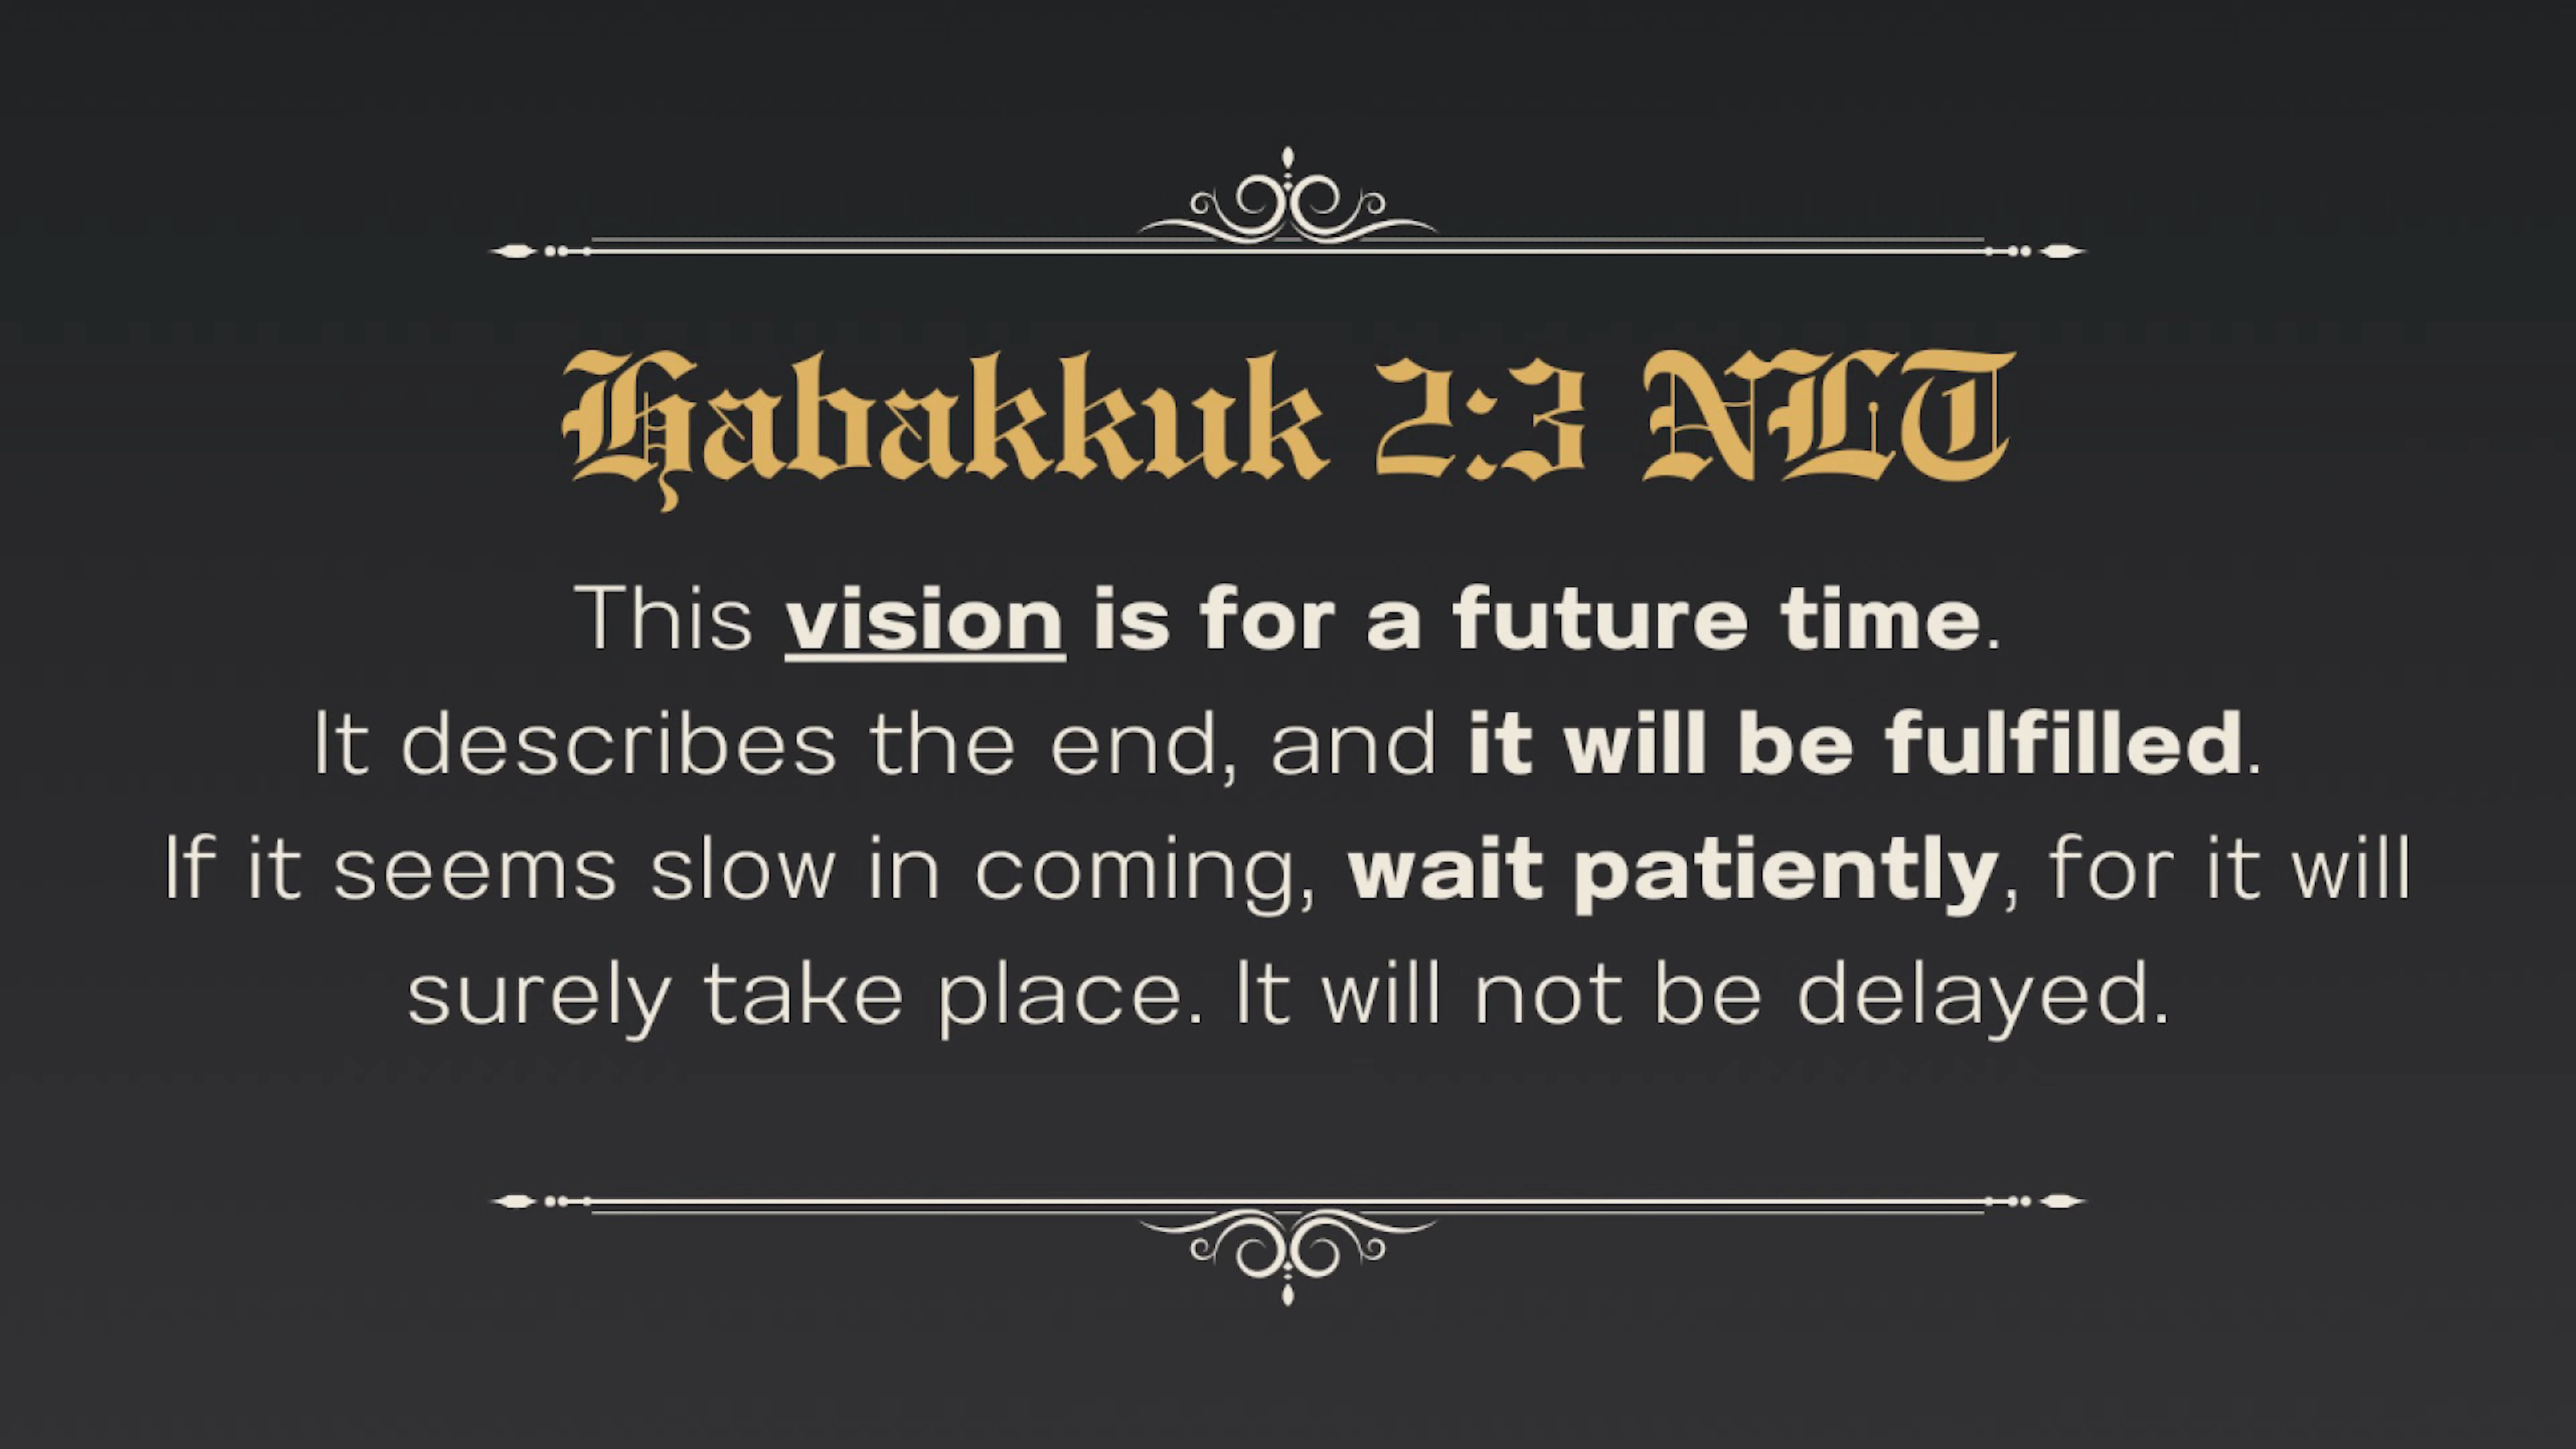 Habakkuk 2:3 NLT
This vision is for a future time.
It describes the end, and it will be fulfilled.
If it seems slow in coming, wait patiently, for it will
surely take place. It will not be delayed.